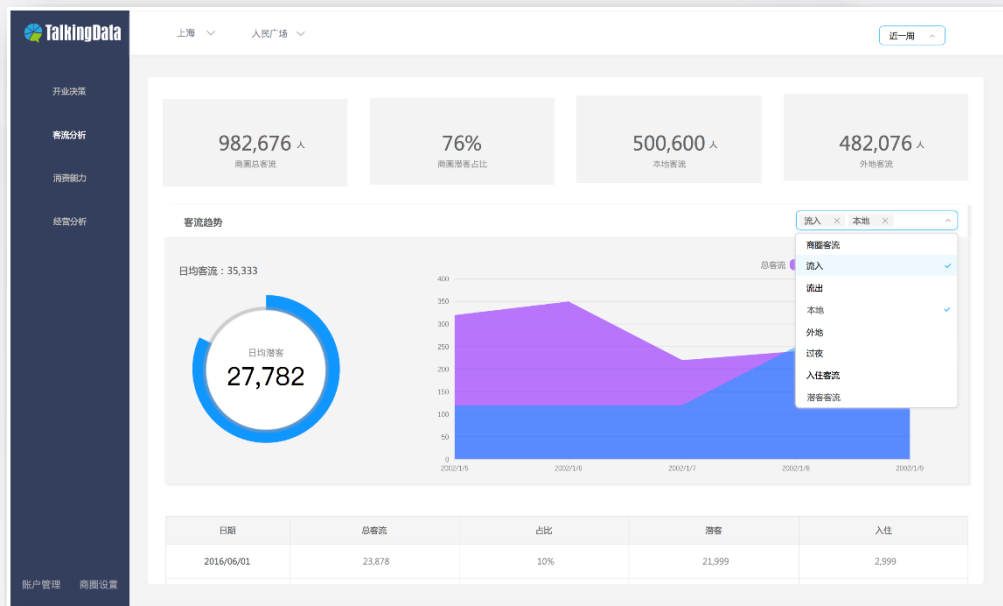 TalkingData
上海
人民广场
近一周
开业决策
客流分析
消费能力
经营分析
账户管理 商圈设置
982,676 人
商圈总客流
76%
商圈潜客占比
500,600 人
本地客流
482,076 人
外地客流
客流趋势
流入 × 本地 ×
商圈客流
流入
流出
本地
外地
过夜
入住客流
潜客客流
日均客流：35,333
日均潜客
27,782
总客流
400
350
300
250
200
150
100
50
0
2002/1/5 2002/1/6 2002/1/7 2002/1/8 2002/1/9
日期 总客流 占比 潜客 入住
2016/06/01 23,878 10% 21,999 2,999